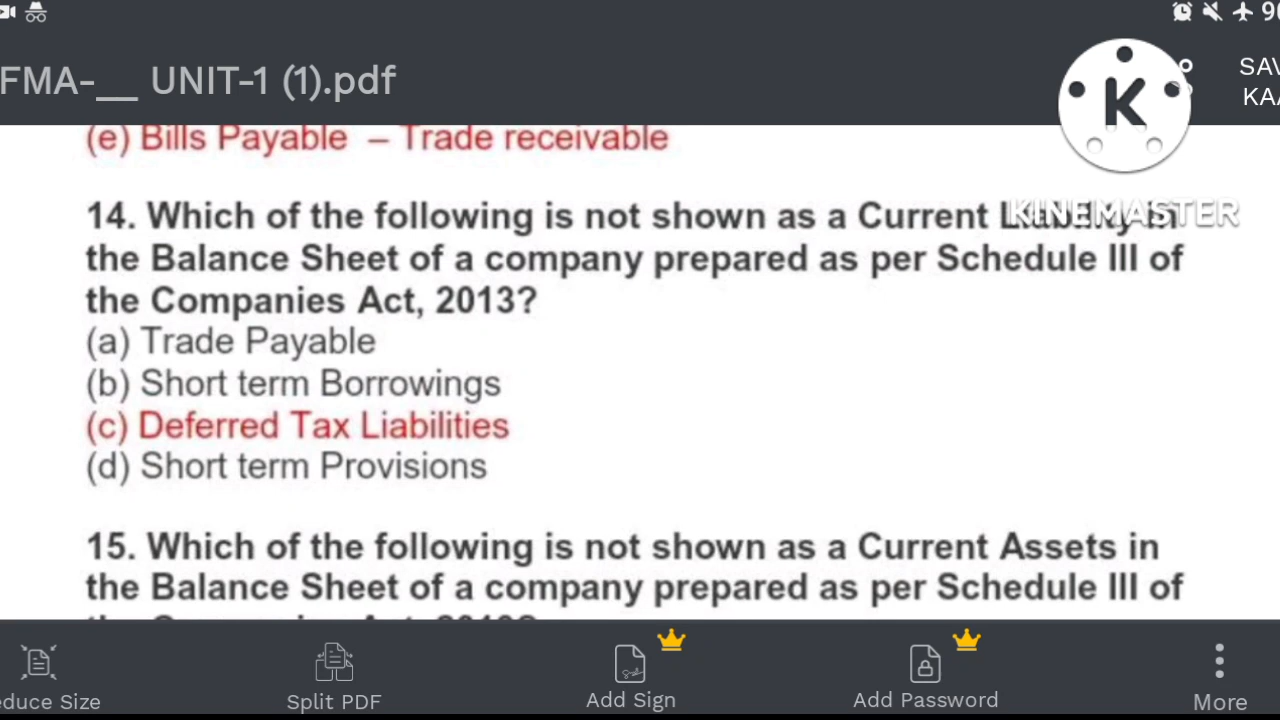 FMA-__ UNIT-1 (1).pdf
K
KINEMASTER
(e) Bills Payable – Trade receivable
14. Which of the following is not shown as a Current in
the Balance Sheet of a company prepared as per Schedule III of
the Companies Act, 2013?
(a) Trade Payable
(b) Short term Borrowings
(c) Deferred Tax Liabilities
(d) Short term Provisions
15. Which of the following is not shown as a Current Assets in
the Balance Sheet of a company prepared as per Schedule III of
Split PDF
Add Sign
Add Password
More